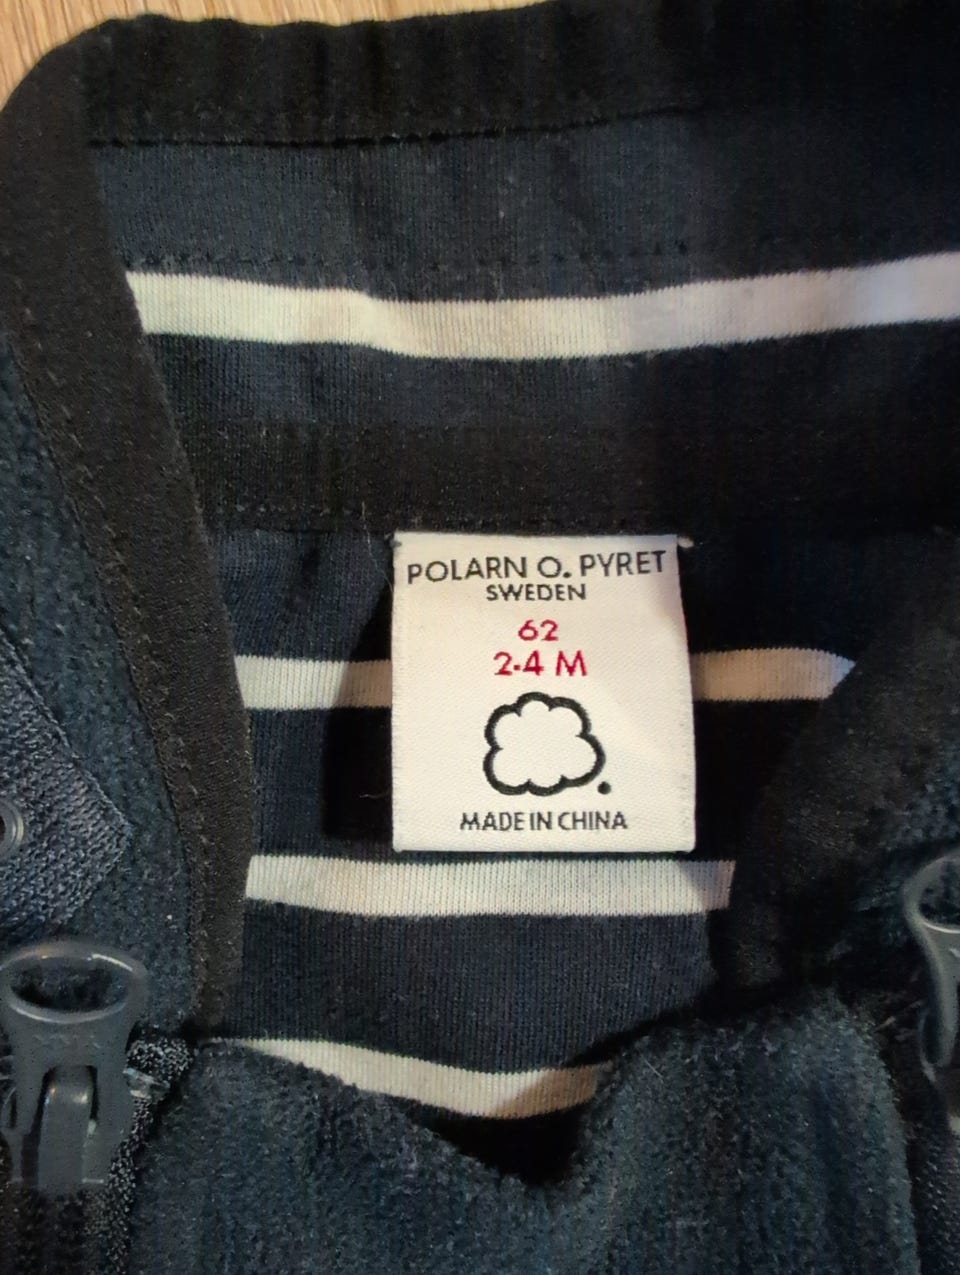 POLARN O. PYRET
SWEDEN
62
2-4 M
MADE IN CHINA